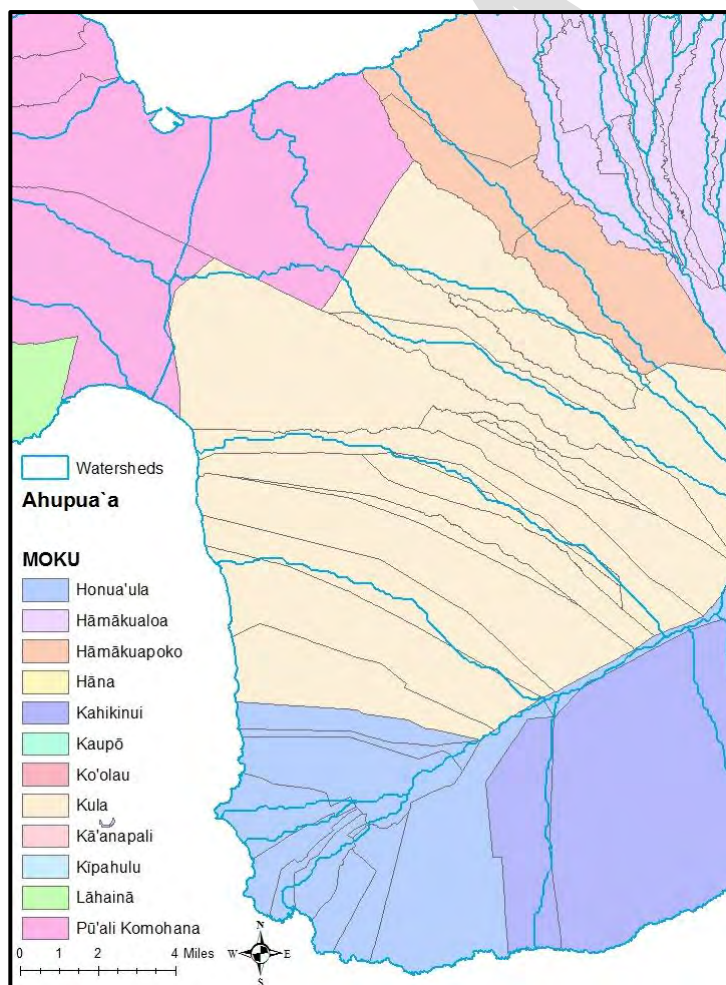 Watersheds
Ahupua`a
MOKU
Honua'ula
Hāmākualoa
Hāmākuapoko
Hāna
Kahikinui
Kaupō
Ko'olau
Kula
Kā'anapali
Kīpahulu
Lāhainā
Pū'ali Komohana
0 1 2 4 Miles
N
W E
S